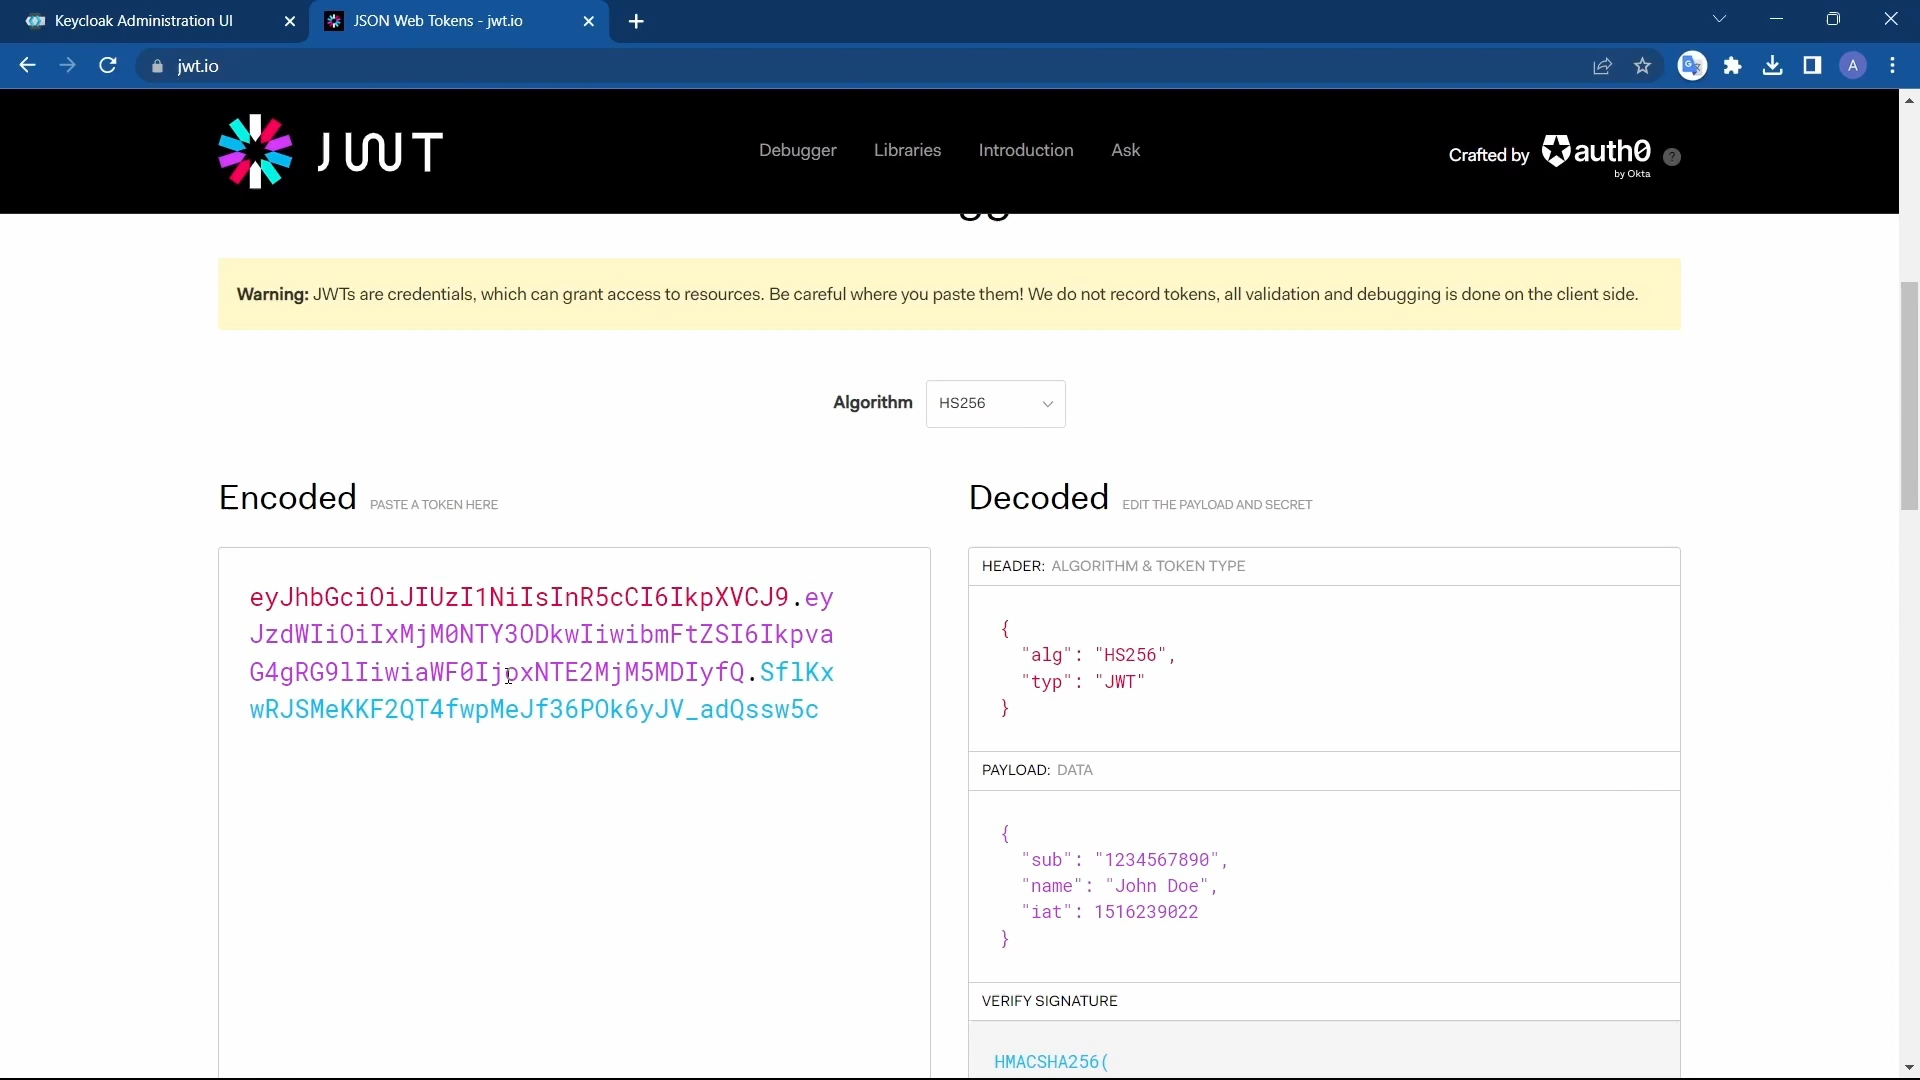 Keycloak Administration UI
JSON Web Tokens - jwt.io
jwt.io
A
JWT
Debugger Libraries Introduction Ask
Crafted by auth0
by Okta
?
Warning: JWTs are credentials, which can grant access to resources. Be careful where you paste them! We do not record tokens, all validation and debugging is done on the client side.
Algorithm HS256
Encoded PASTE A TOKEN HERE
eyJhbGciOiJIUzI1NiIsInR5cCI6IkpXVCJ9.ey
JzdWIiOiIxMjM0NTY3ODkwIiwibmFtZSI6Ikpva
G4gRG9lIiwiaWF0IjoxNTE2MjM5MDIyfQ.SflKx
wRJSMeKKF2QT4fwpMeJf36POk6yJV_adQssw5c
Decoded EDIT THE PAYLOAD AND SECRET
HEADER: ALGORITHM & TOKEN TYPE
{
"alg": "HS256",
"typ": "JWT"
}
PAYLOAD: DATA
{
"sub": "1234567890",
"name": "John Doe",
"iat": 1516239022
}
VERIFY SIGNATURE
HMACSHA256(